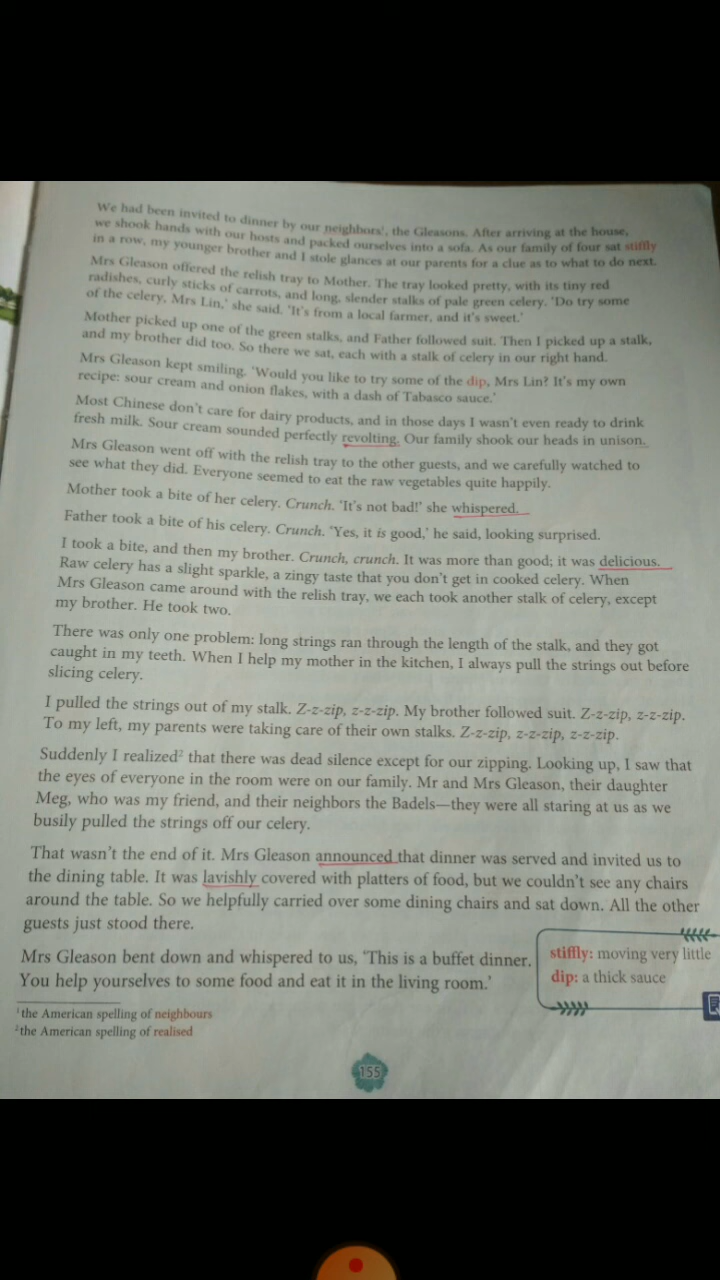 We had been invited to dinner by our neighbors¹, the Gleasons. After arriving at the house,
we shook hands with our hosts and packed ourselves into a sofa. As our family of four sat stiffly
in a row, my younger brother and I stole glances at our parents for a clue as to what to do next.
Mrs Gleason offered the relish tray to Mother. The tray looked pretty, with its tiny red
radishes, curly sticks of carrots, and long, slender stalks of pale green celery. 'Do try some
of the celery, Mrs Lin,' she said. 'It's from a local farmer, and it's sweet.'
Mother picked up one of the green stalks, and Father followed suit. Then I picked up a stalk,
and my brother did too. So there we sat, each with a stalk of celery in our right hand.
Mrs Gleason kept smiling. 'Would you like to try some of the dip, Mrs Lin? It's my own
recipe: sour cream and onion flakes, with a dash of Tabasco sauce.'
Most Chinese don't care for dairy products, and in those days I wasn't even ready to drink
fresh milk. Sour cream sounded perfectly revolting. Our family shook our heads in unison.
Mrs Gleason went off with the relish tray to the other guests, and we carefully watched to
see what they did. Everyone seemed to eat the raw vegetables quite happily.
Mother took a bite of her celery. Crunch. 'It's not bad!' she whispered.
Father took a bite of his celery. Crunch. 'Yes, it is good,' he said, looking surprised.
I took a bite, and then my brother. Crunch, crunch. It was more than good; it was delicious.
Raw celery has a slight sparkle, a zingy taste that you don't get in cooked celery. When
Mrs Gleason came around with the relish tray, we each took another stalk of celery, except
my brother. He took two.
There was only one problem: long strings ran through the length of the stalk, and they got
caught in my teeth. When I help my mother in the kitchen, I always pull the strings out before
slicing celery.
I pulled the strings out of my stalk. Z-z-zip, z-z-zip. My brother followed suit. Z-z-zip, z-z-zip.
To my left, my parents were taking care of their own stalks. Z-z-zip, z-z-zip, z-z-zip.
Suddenly I realized² that there was dead silence except for our zipping. Looking up, I saw that
the eyes of everyone in the room were on our family. Mr and Mrs Gleason, their daughter
Meg, who was my friend, and their neighbors the Badels—they were all staring at us as we
busily pulled the strings off our celery.
That wasn't the end of it. Mrs Gleason announced that dinner was served and invited us to
the dining table. It was lavishly covered with platters of food, but we couldn't see any chairs
around the table. So we helpfully carried over some dining chairs and sat down. All the other
guests just stood there.
Mrs Gleason bent down and whispered to us, 'This is a buffet dinner.
You help yourselves to some food and eat it in the living room.'
stiffly: moving very little
dip: a thick sauce
¹the American spelling of neighbours
²the American spelling of realised
155